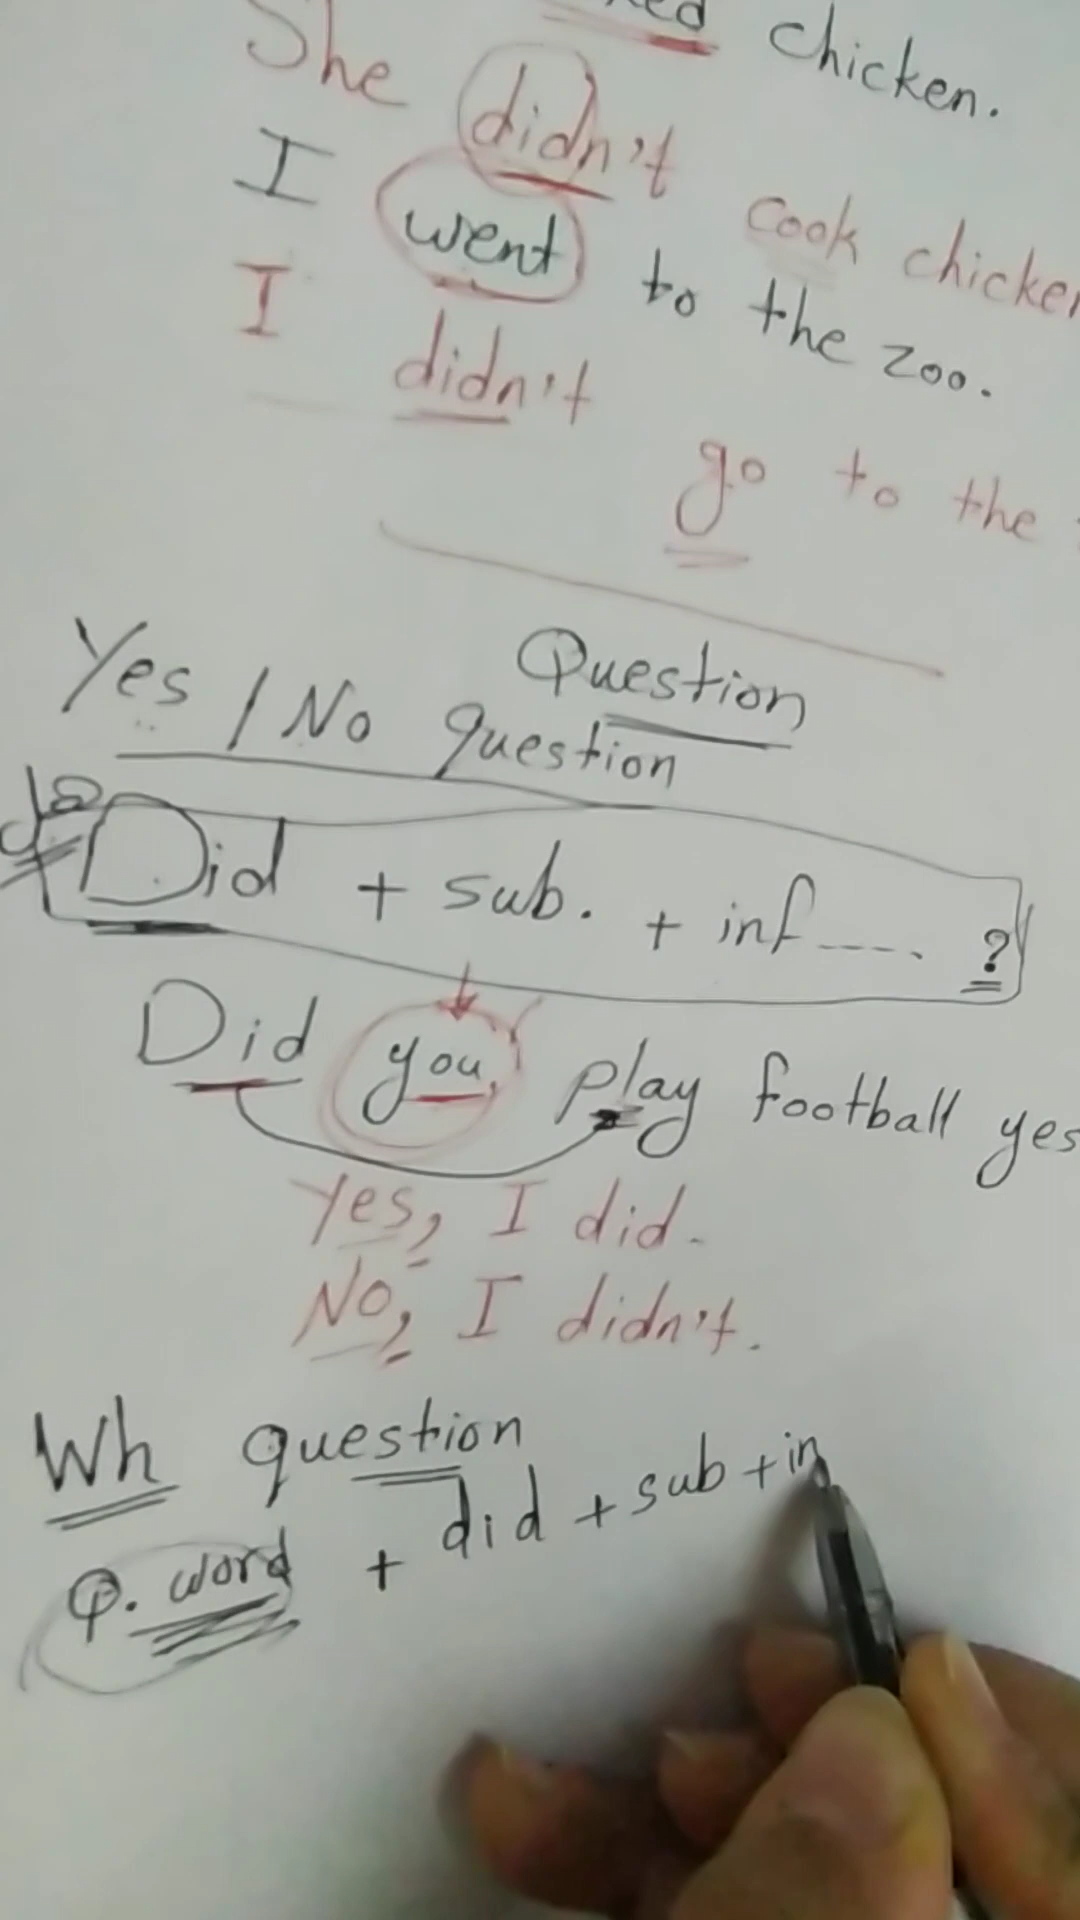 chicken.
She didn't cook chicken
I went to the zoo.
I didn't go to the
Question
Yes / No question
هل
Did + sub. + inf ..... ?
Did you play football yes
Yes, I did.
No, I didn't.
Wh question
Q. word + did + sub + in